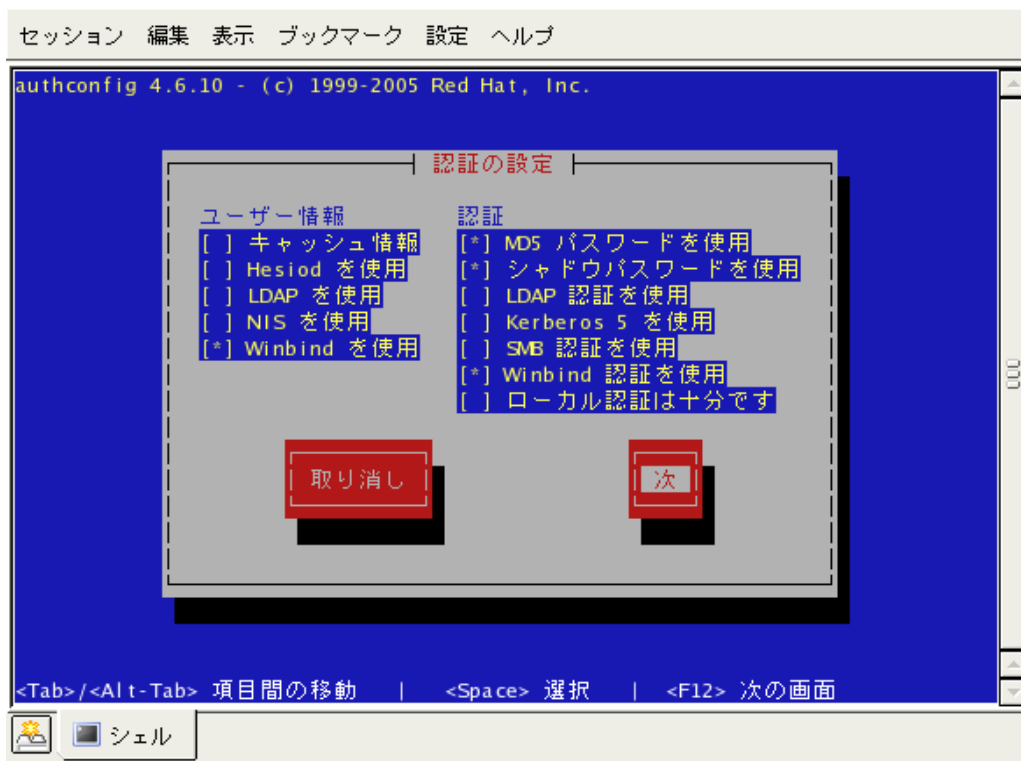 セッション 編集 表示 ブックマーク 設定 ヘルプ
authconfig 4.6.10 - (c) 1999-2005 Red Hat, Inc.
認証の設定
ユーザー情報 認証
[ ] キャッシュ情報 [*] MD5 パスワードを使用
[ ] Hesiod を使用 [*] シャドウパスワードを使用
[ ] LDAP を使用 [ ] LDAP 認証を使用
[ ] NIS を使用 [ ] Kerberos 5 を使用
[*] Winbind を使用 [ ] SMB 認証を使用
[*] Winbind 認証を使用
[ ] ローカル認証は十分です
取り消し 次
<Tab>/<Alt-Tab> 項目間の移動 | <Space> 選択 | <F12> 次の画面
シェル